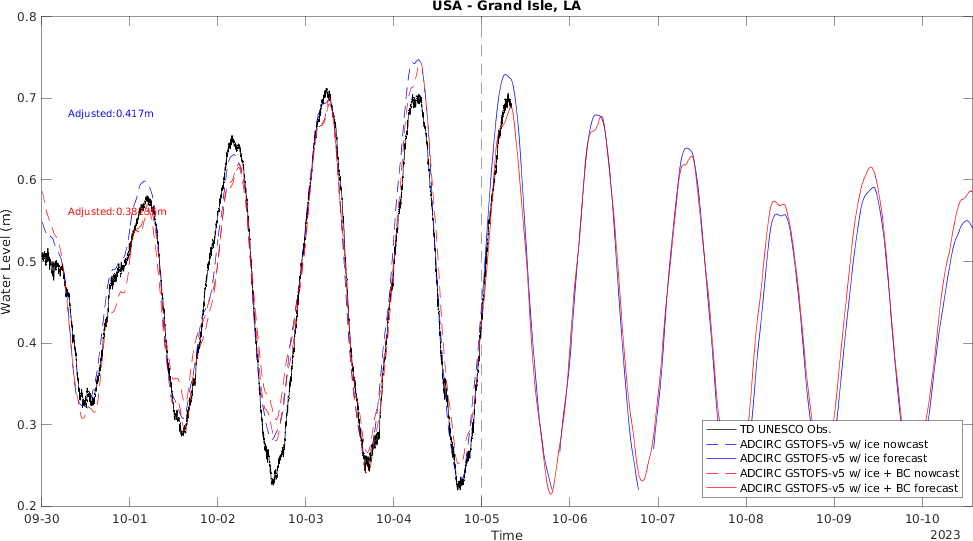 USA - Grand Isle, LA
0.8
0.7
0.6
0.5
0.4
0.3
0.2
Water Level (m)
Adjusted:0.417m
TD UNESCO Obs.
ADCIRC GSTOFS-v5 w/ ice nowcast
ADCIRC GSTOFS-v5 w/ ice forecast
ADCIRC GSTOFS-v5 w/ ice + BC nowcast
ADCIRC GSTOFS-v5 w/ ice + BC forecast
09-30 10-01 10-02 10-03 10-04 10-05 10-06 10-07 10-08 10-09 10-10
Time
2023